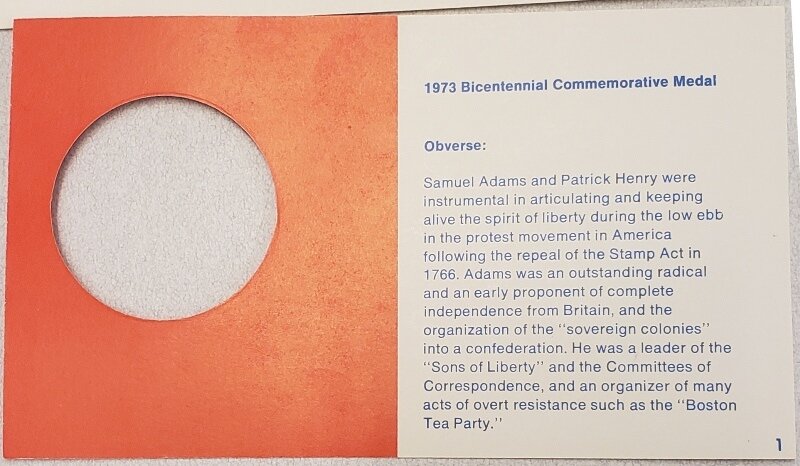 1973 Bicentennial Commemorative Medal
Obverse:
Samuel Adams and Patrick Henry were
instrumental in articulating and keeping
alive the spirit of liberty during the low ebb
in the protest movement in America
following the repeal of the Stamp Act in
1766. Adams was an outstanding radical
and an early proponent of complete
independence from Britain, and the
organization of the ‘‘sovereign colonies’’
into a confederation. He was a leader of the
‘‘Sons of Liberty’’ and the Committees of
Correspondence, and an organizer of many
acts of overt resistance such as the ‘‘Boston
Tea Party.’’
1